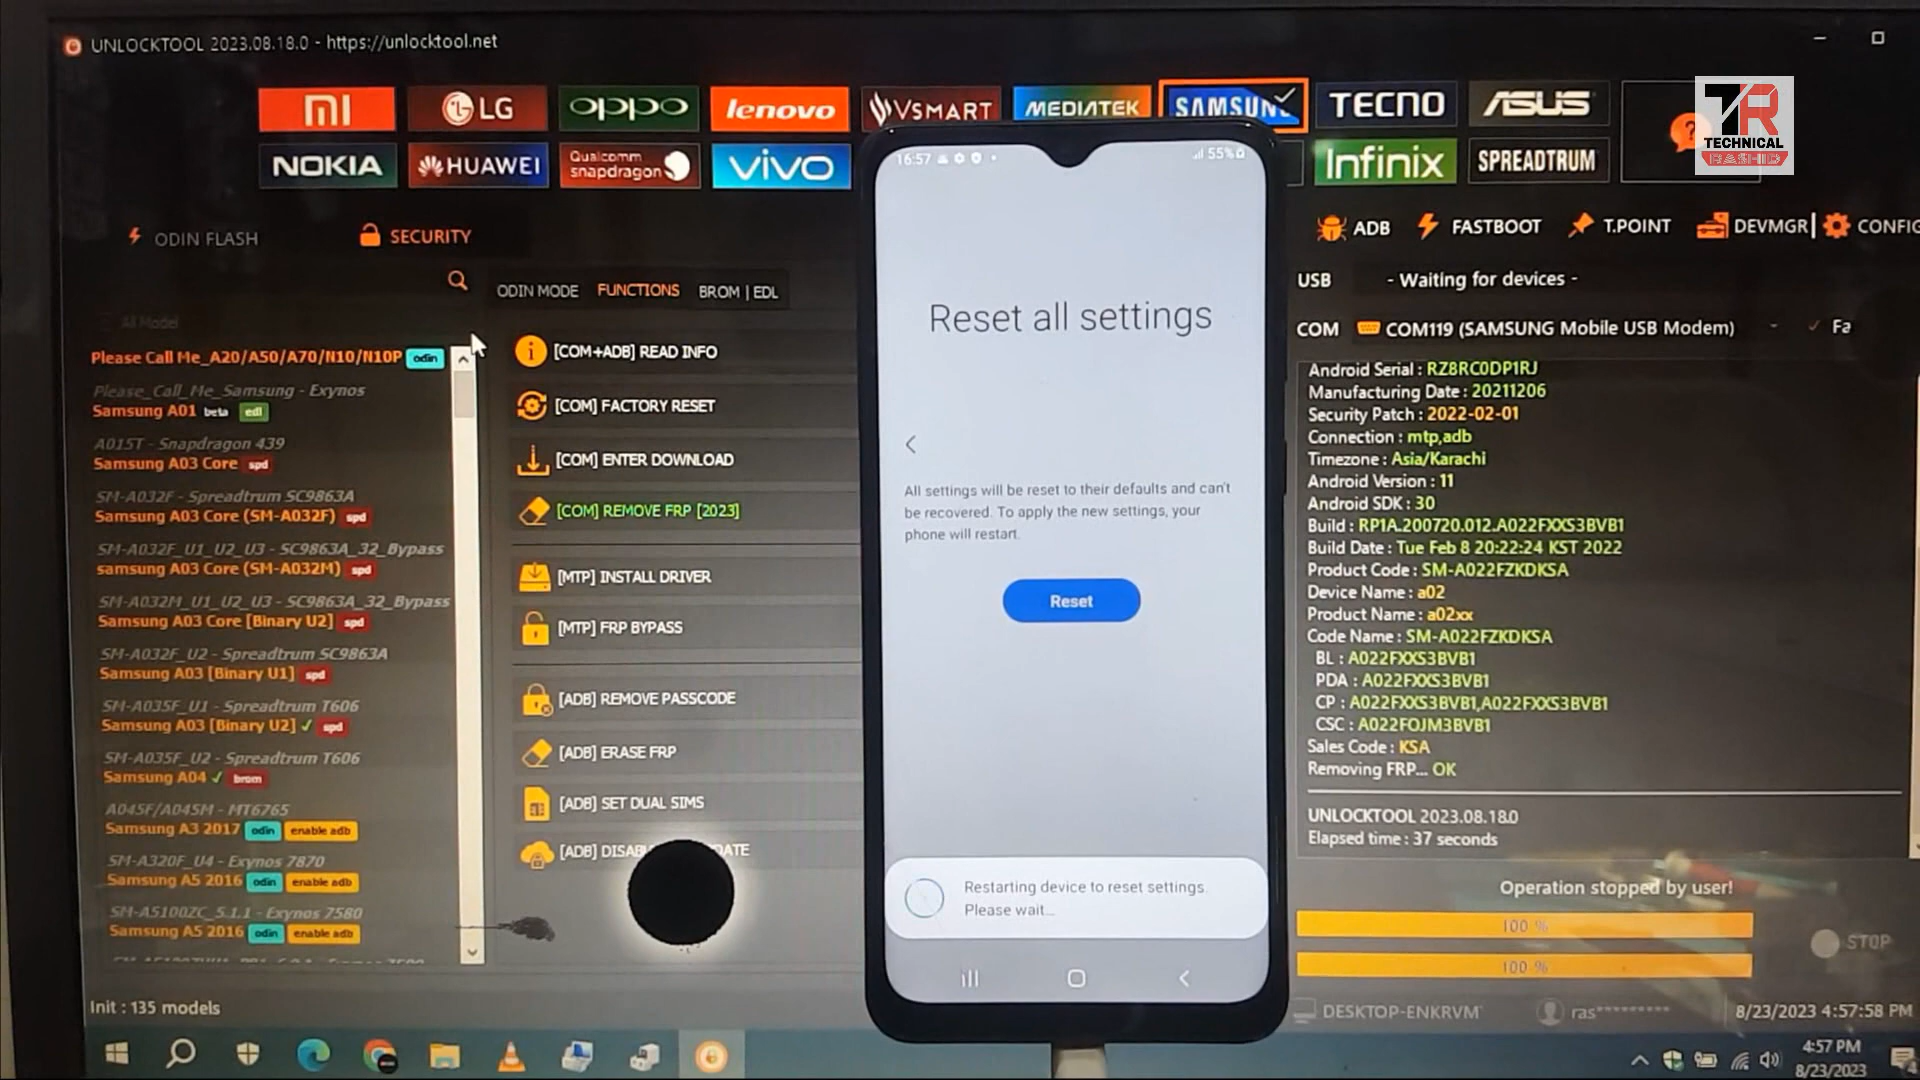 UNLOCKTOOL 2023.08.18.0 - https://unlocktool.net
LG
oppo
lenovo
VSMART
MEDIATEK
SAMSUN
TECNO
ASUS
TR
TECHNICAL
RASHID
NOKIA
HUAWEI
Qualcomm
snapdragon
vivo
Infinix
SPREADTRUM
ODIN FLASH
SECURITY
ADB
FASTBOOT
T.POINT
DEVMGR
CONFIG
ODIN MODE
FUNCTIONS
BROM | EDL
All Model
Please Call Me_A20/A50/A70/N10/N10P odin
Please_Call_Me_Samsung - Exynos
Samsung A01 beta edl
A015T - Snapdragon 439
Samsung A03 Core spd
SM-A032F - Spreadtrum SC9863A
Samsung A03 Core (SM-A032F) spd
SM-A032F_U1_U2_U3 - SC9863A_32_Bypass
samsung A03 Core (SM-A032M) spd
SM-A032M_U1_U2_U3 - SC9863A_32_Bypass
Samsung A03 Core [Binary U2] spd
SM-A032F_U2 - Spreadtrum SC9863A
Samsung A03 [Binary U1] spd
SM-A035F_U1 - Spreadtrum T606
Samsung A03 [Binary U2] ✓ spd
SM-A035F_U2 - Spreadtrum T606
Samsung A04 ✓ brom
A045F/A045M - MT6765
Samsung A3 2017 odin enable adb
SM-A320F_U4 - Exynos 7870
Samsung A5 2016 odin enable adb
SM-A5100ZC_5.1.1 - Exynos 7580
Samsung A5 2016 odin enable adb
Init : 135 models
[COM+ADB] READ INFO
[COM] FACTORY RESET
[COM] ENTER DOWNLOAD
[COM] REMOVE FRP [2023]
[MTP] INSTALL DRIVER
[MTP] FRP BYPASS
[ADB] REMOVE PASSCODE
[ADB] ERASE FRP
[ADB] SET DUAL SIMS
[ADB] DISAB ATE
16:57
55%
Reset all settings
All settings will be reset to their defaults and can't
be recovered. To apply the new settings, your
phone will restart.
Reset
Restarting device to reset settings.
Please wait...
USB - Waiting for devices -
COM COM119 (SAMSUNG Mobile USB Modem) Fa
Android Serial : RZ8RC0DP1RJ
Manufacturing Date : 20211206
Security Patch : 2022-02-01
Connection : mtp,adb
Timezone : Asia/Karachi
Android Version : 11
Android SDK : 30
Build : RP1A.200720.012.A022FXXS3BVB1
Build Date : Tue Feb 8 20:22:24 KST 2022
Product Code : SM-A022FZKDKSA
Device Name : a02
Product Name : a02xx
Code Name : SM-A022FZKDKSA
BL : A022FXXS3BVB1
PDA : A022FXXS3BVB1
CP : A022FXXS3BVB1,A022FXXS3BVB1
CSC : A022FOJM3BVB1
Sales Code : KSA
Removing FRP... OK
UNLOCKTOOL 2023.08.18.0
Elapsed time : 37 seconds
Operation stopped by user!
100 %
100 %
STOP
DESKTOP-ENKRVM
ras*********
8/23/2023 4:57:58 PM
4:57 PM
8/23/2023